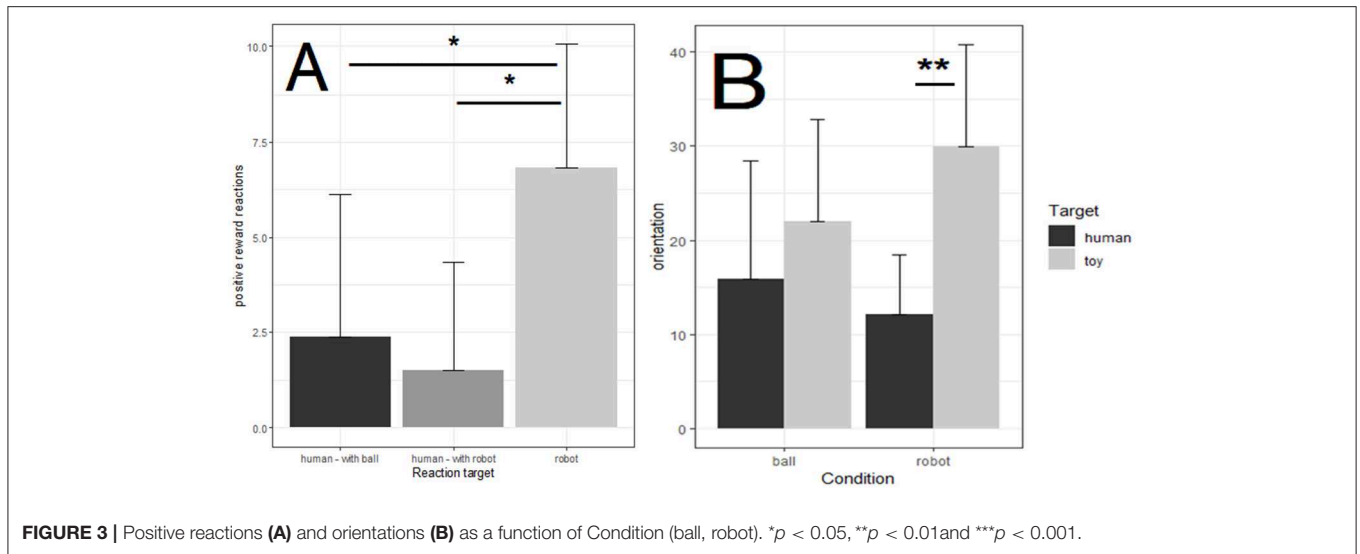 A
*
*
10.0
7.5
5.0
2.5
0.0
positive reward reactions
human - with ball human - with robot robot
Reaction target
B
**
40
30
20
10
0
orientation
ball robot
Condition
Target
human
toy
FIGURE 3 | Positive reactions (A) and orientations (B) as a function of Condition (ball, robot). *p < 0.05, **p < 0.01and ***p < 0.001.